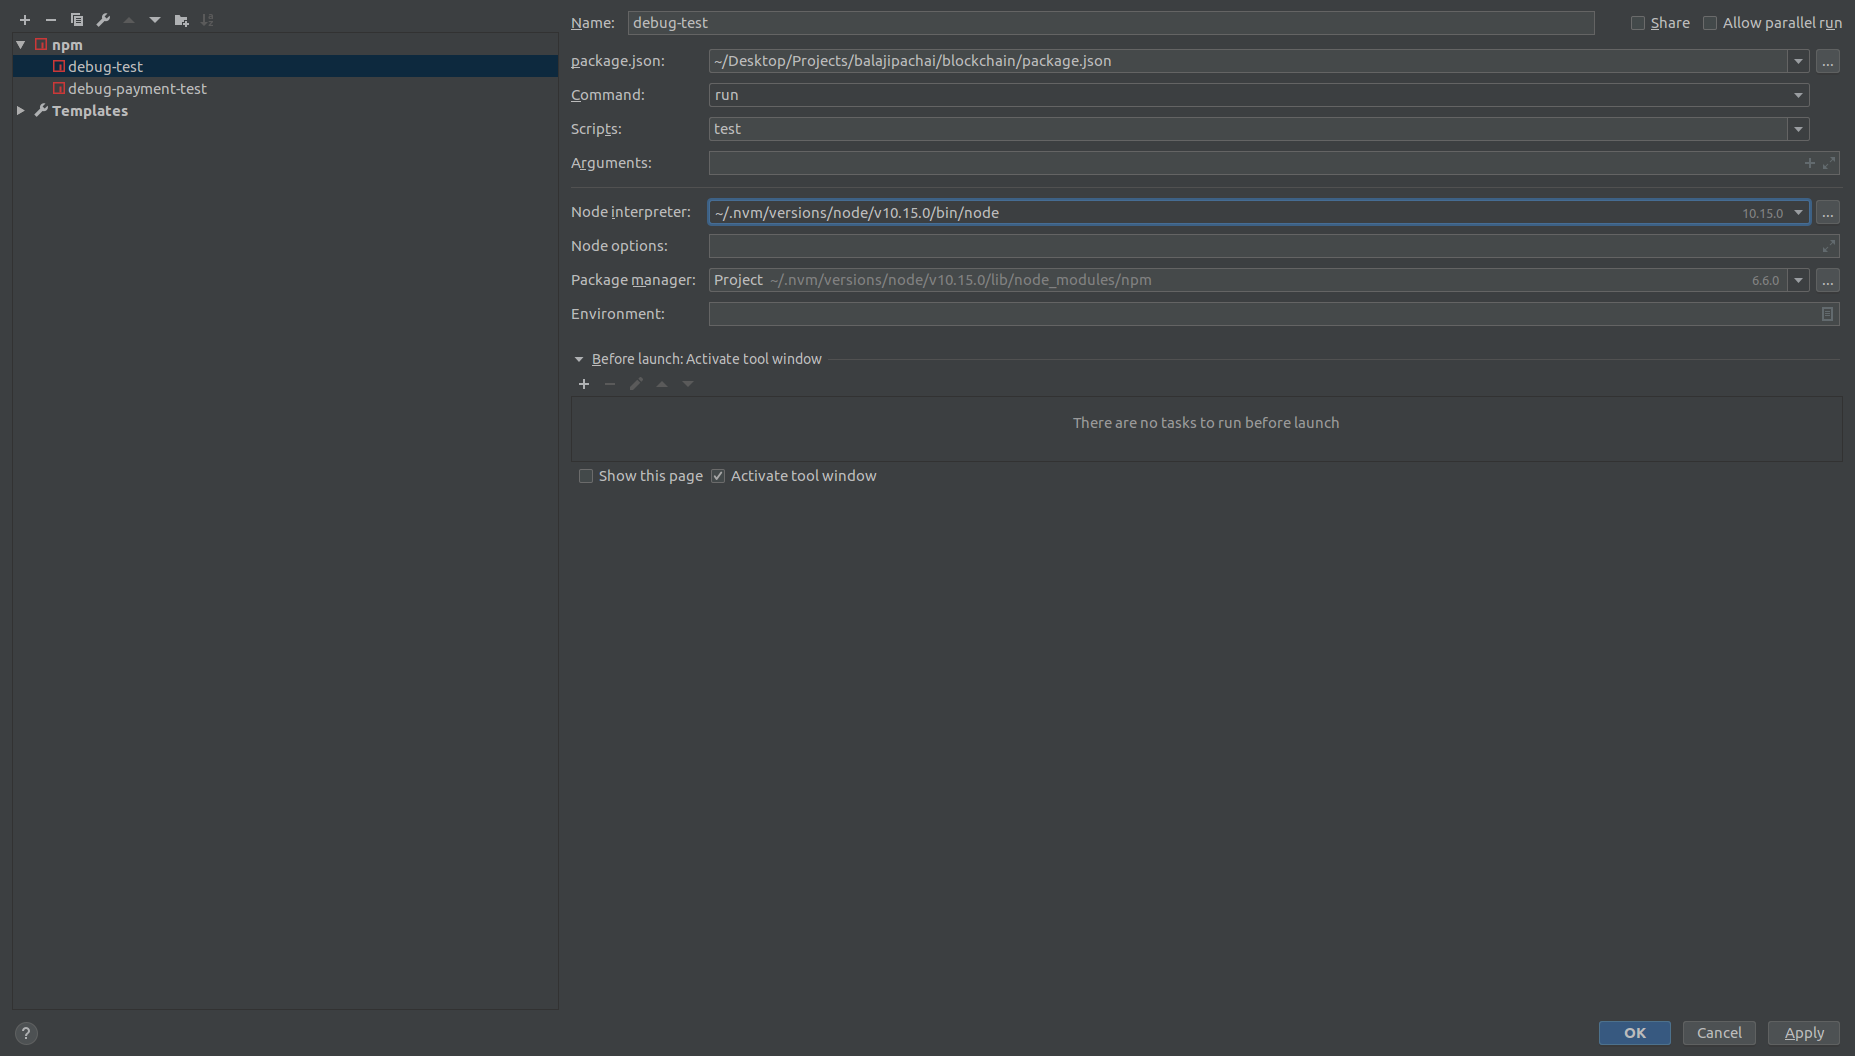 npm
debug-test
debug-payment-test
Templates
Name: debug-test Share Allow parallel run
package.json: ~/Desktop/Projects/balajipachai/blockchain/package.json ...
Command: run
Scripts: test
Arguments:
Node interpreter: ~/.nvm/versions/node/v10.15.0/bin/node 10.15.0 ...
Node options:
Package manager: Project ~/.nvm/versions/node/v10.15.0/lib/node_modules/npm 6.6.0 ...
Environment:
Before launch: Activate tool window
There are no tasks to run before launch
Show this page Activate tool window
? OK Cancel Apply